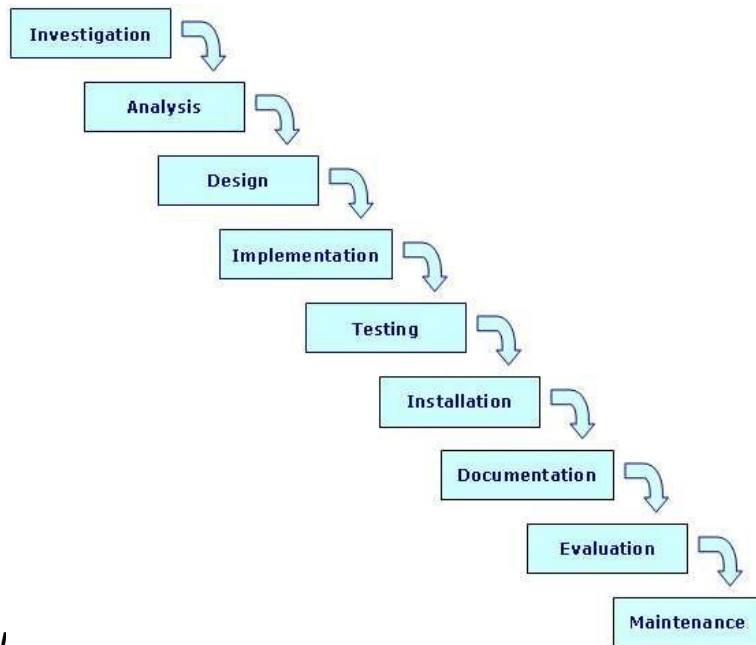 Investigation
Analysis
Design
Implementation
Testing
Installation
Documentation
Evaluation
Maintenance